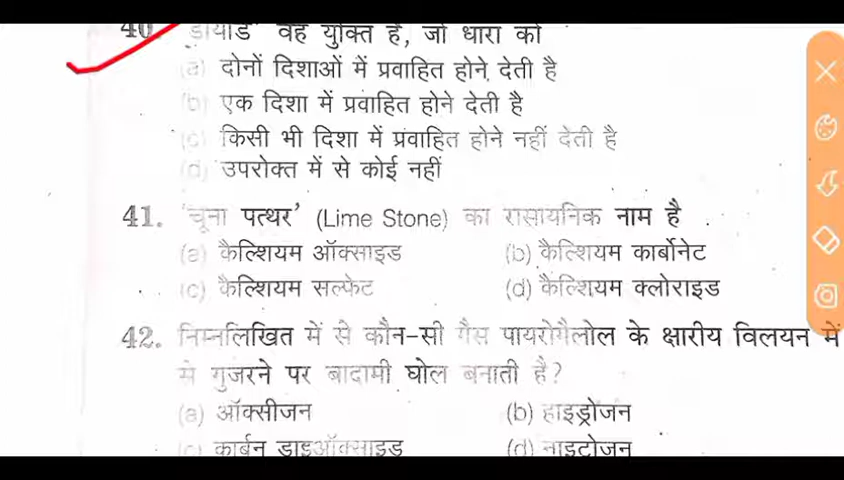 40 'डायोड' वह युक्ति है, जो धारा को
(a) दोनों दिशाओं में प्रवाहित होने देती है
(b) एक दिशा में प्रवाहित होने देती है
(c) किसी भी दिशा में प्रवाहित होने नहीं देती है
(d) उपरोक्त में से कोई नहीं
41. 'चूना पत्थर' (Lime Stone) का रासायनिक नाम है
(a) कैल्शियम ऑक्साइड (b) कैल्शियम कार्बोनेट
(c) कैल्शियम सल्फेट (d) कैल्शियम क्लोराइड
42. निम्नलिखित में से कौन-सी गैस पायरोगैलोल के क्षारीय विलयन में
से गुजरने पर बादामी घोल बनाती है?
(a) ऑक्सीजन (b) हाइड्रोजन
(c) कार्बन डाइऑक्साइड (d) नाइट्रोजन